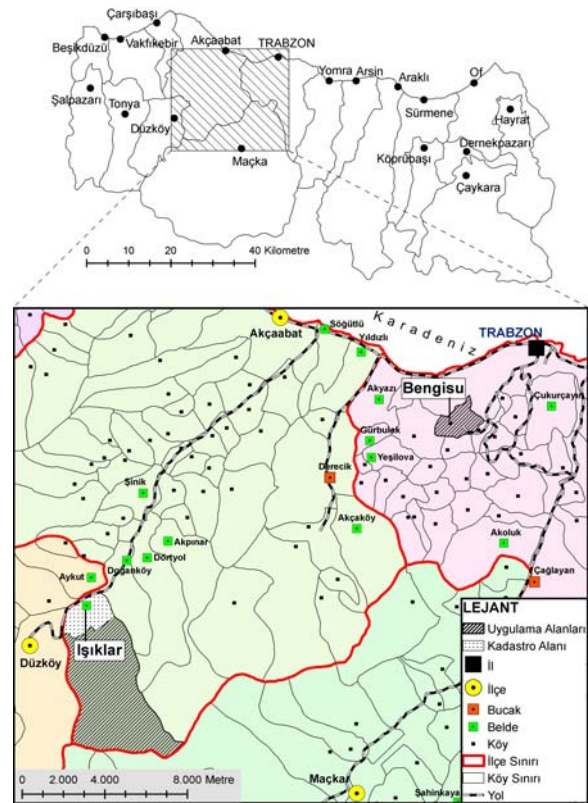 Çarşıbaşı
Beşikdüzü
Vakfıkebir
Akçaabat
TRABZON
Yomra
Arsin
Araklı
Of
Şalpazarı
Tonya
Düzköy
Maçka
Sürmene
Hayrat
Köprübaşı
Dernekpazarı
Çaykara
0 10 20 40 Kilometre
Karadeniz
Akçaabat
Söğütlü
Yıldızlı
TRABZON
Akyazı
Bengisu
Çukurçayır
Gürbulak
Yeşilova
Derecik
Şinik
Akçaköy
Akoluk
Akpınar
Doğanköy
Dörtyol
Aykut
Çağlayan
Işıklar
Düzköy
LEJANT
Uygulama Alanları
Kadastro Alanı
İl
İlçe
Bucak
Belde
Köy
İlçe Sınırı
Köy Sınırı
Yol
0 2.000 4.000 8.000 Metre
Maçka
Şahinkaya